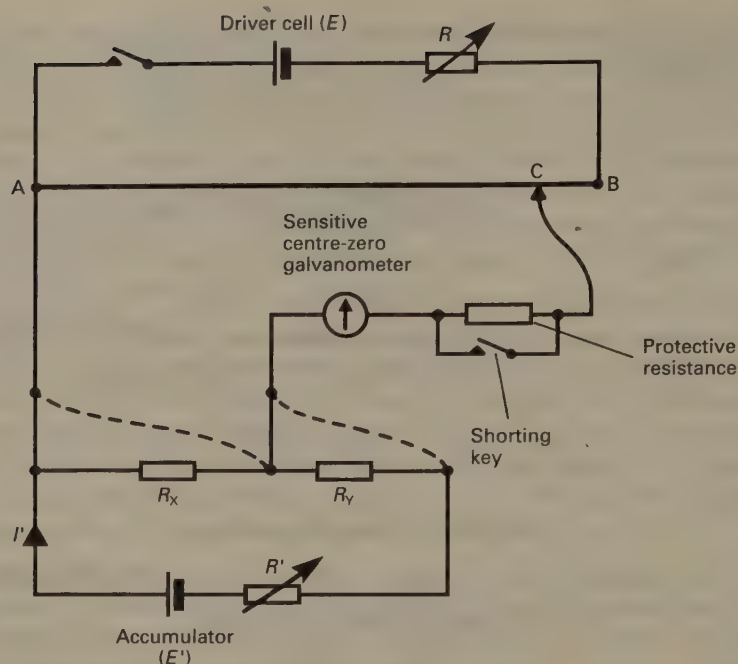 Driver cell (E)
R
A
C
B
Sensitive
centre-zero
galvanometer
Protective
resistance
Shorting
key
R_X
R_Y
I'
R'
Accumulator
(E')